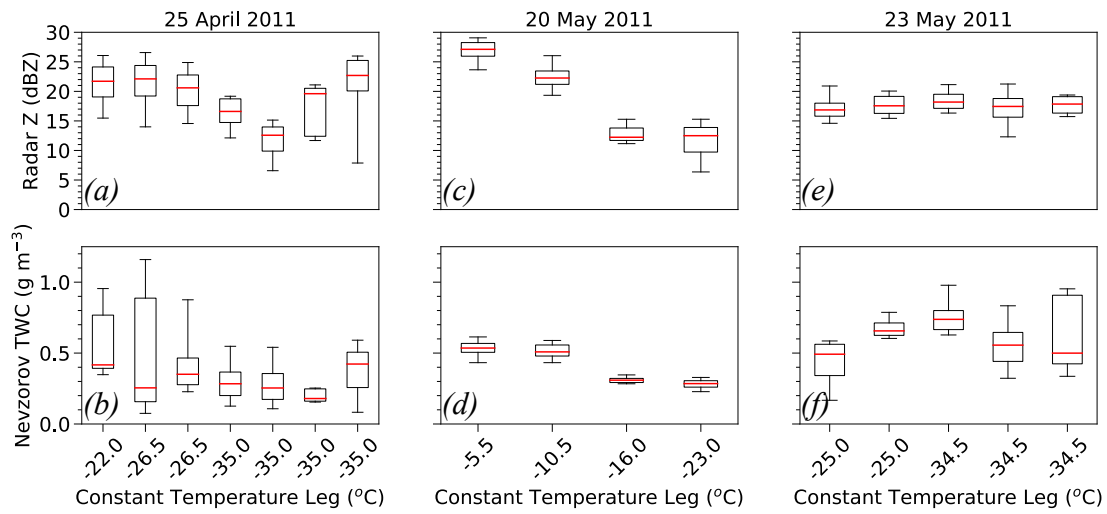 25 April 2011
20 May 2011
23 May 2011
Radar Z (dBZ)
30
25
20
15
10
5
0
(a)
(c)
(e)
Nevzorov TWC (g m⁻³)
1.0
0.5
0.0
(b)
(d)
(f)
-22.0
-26.5
-26.5
-35.0
-35.0
-35.0
-35.0
-5.5
-10.5
-16.0
-23.0
-25.0
-25.0
-34.5
-34.5
-34.5
Constant Temperature Leg (°C)
Constant Temperature Leg (°C)
Constant Temperature Leg (°C)